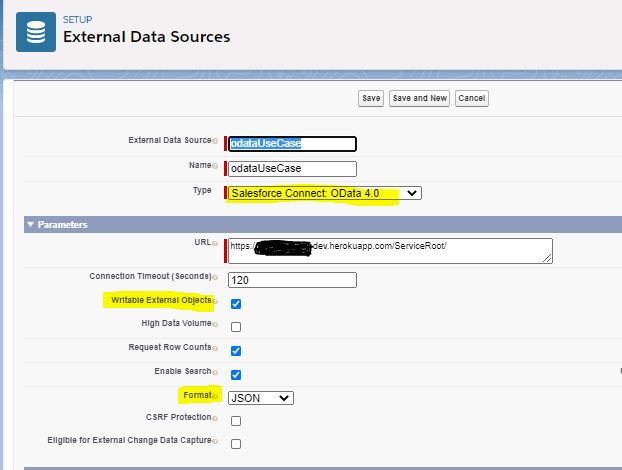 SETUP
External Data Sources
Save Save and New Cancel
External Data Source odataUseCase
Name odataUseCase
Type Salesforce Connect: OData 4.0
Parameters
URL https: dev.herokuapp.com/ServiceRoot/
Connection Timeout (Seconds) 120
Writable External Objects
High Data Volume
Request Row Counts
Enable Search
Format JSON
CSRF Protection
Eligible for External Change Data Capture